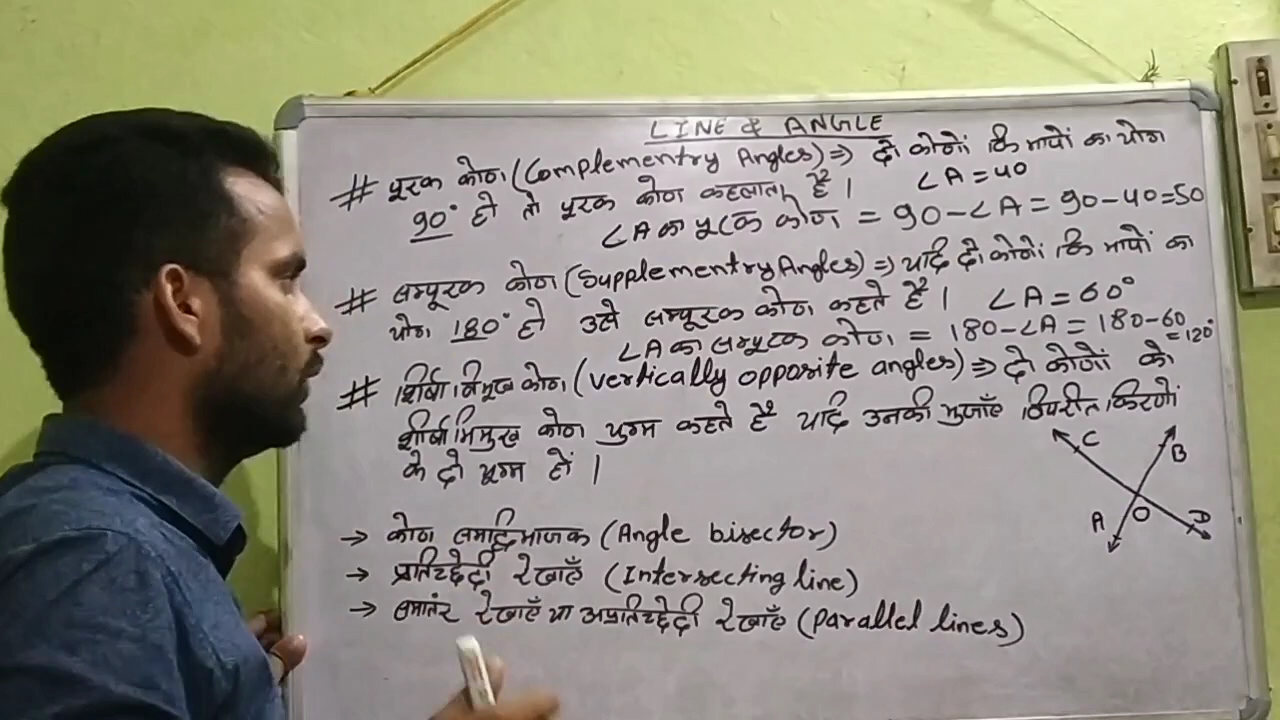 LINE & ANGLE
# पूरक कोण (Complementry Angles) ⇒ दो कोणों कि मापों का योग
90° हो तो पूरक कोण कहलाता है। ∠A = 40
∠A का पूरक कोण = 90 - ∠A = 90 - 40 = 50
# सम्पूरक कोण (Supplementry Angles) ⇒ यदि दो कोणों कि मापों का
योग 180° हो उसे सम्पूरक कोण कहते हैं। ∠A = 60°
∠A का सम्पूरक कोण = 180 - ∠A = 180 - 60
= 120°
# शिर्षाभिमुख कोण (vertically opposite angles) ⇒ दो कोणों को
शीर्षाभिमुख कोण युग्म कहते है यदि उनकी भुजाएँ विपरीत किरणों
के दो यूग्म हों।
C
B
A
O
D
→ कोण समद्विभाजक (Angle bisector)
→ प्रतिच्छेदी रेखाएँ (Intersecting line)
→ समातंर रेखाएँ या अप्रतिच्छेदी रेखाएँ (parallel lines)